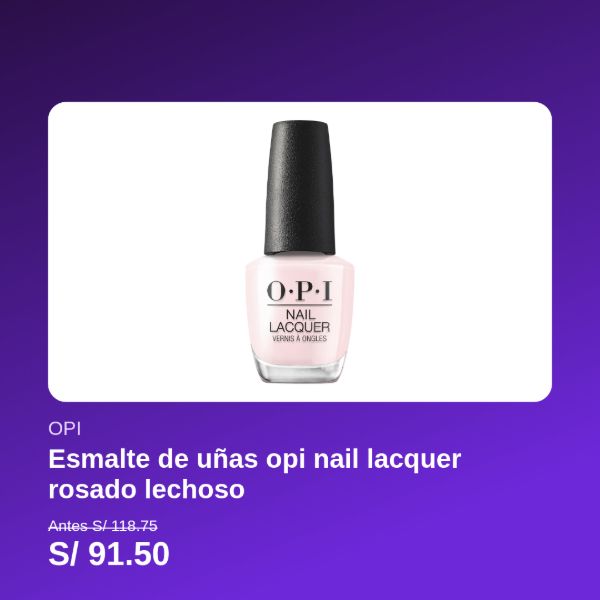 O·P·I
NAIL
LACQUER
VERNIS À ONGLES
OPI
Esmalte de uñas opi nail lacquer
rosado lechoso
Antes S/ 118.75
S/ 91.50